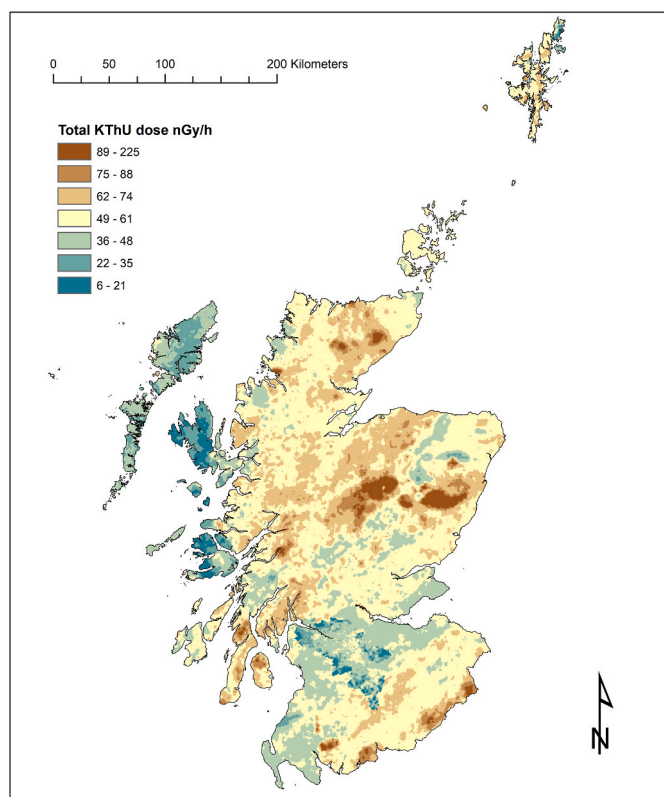 0 50 100 200 Kilometers
Total KThU dose nGy/h
89 - 225
75 - 88
62 - 74
49 - 61
36 - 48
22 - 35
6 - 21
N